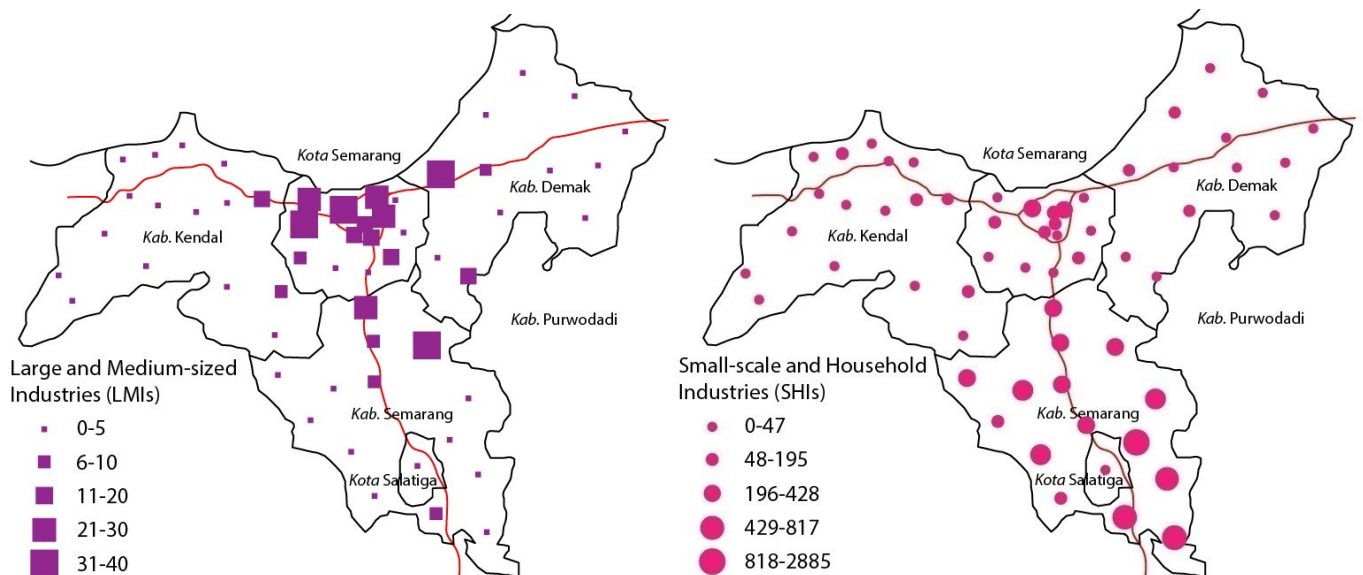 Kota Semarang
Kab. Demak
Kab. Kendal
Kab. Purwodadi
Large and Medium-sized
Industries (LMIs)
0-5
6-10
11-20
21-30
31-40
Kab. Semarang
Kota Salatiga
Kota Semarang
Kab. Demak
Kab. Kendal
Kab. Purwodadi
Small-scale and Household
Industries (SHIs)
0-47
48-195
196-428
429-817
818-2885
Kab. Semarang
Kota Salatiga